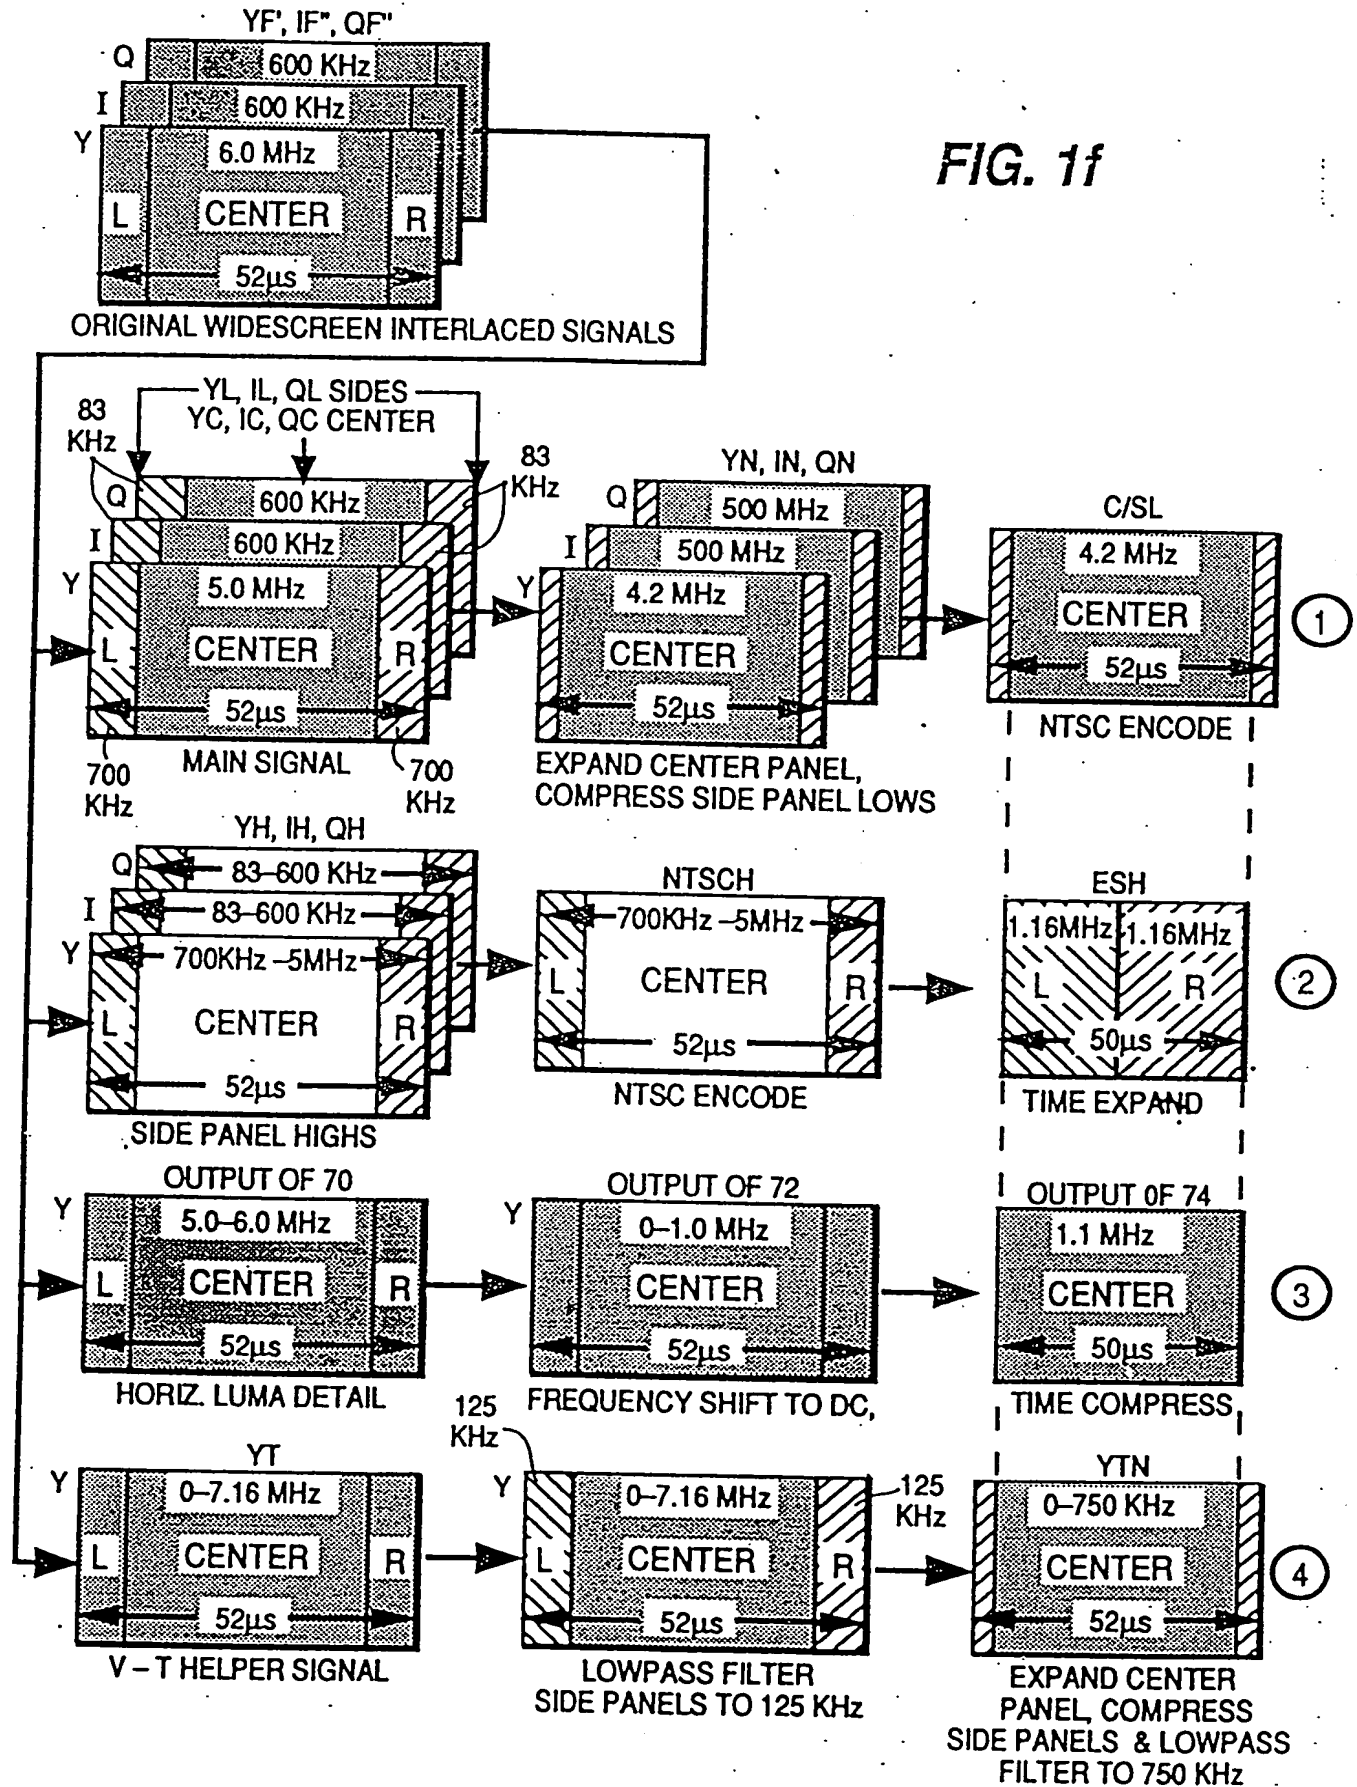 YF', IF", QF"
Q
600 KHz
I
600 KHz
Y
6.0 MHz
L
CENTER
R
52µs
ORIGINAL WIDESCREEN INTERLACED SIGNALS
FIG. 1f
YL, IL, QL SIDES
YC, IC, QC CENTER
83
KHz
83
KHz
Q
600 KHz
I
600 KHz
Y
5.0 MHz
L
CENTER
R
52µs
700
KHz
MAIN SIGNAL
700
KHz
YN, IN, QN
Q
500 MHz
I
500 MHz
Y
4.2 MHz
CENTER
52µs
EXPAND CENTER PANEL,
COMPRESS SIDE PANEL LOWS
C/SL
4.2 MHz
CENTER
52µs
NTSC ENCODE
1
YH, IH, QH
Q
83–600 KHz
I
83–600 KHz
Y
700KHz –5MHz
L
CENTER
R
52µs
SIDE PANEL HIGHS
NTSCH
700KHz –5MHz
L
CENTER
R
52µs
NTSC ENCODE
ESH
1.16MHz
1.16MHz
L
R
50µs
TIME EXPAND
2
OUTPUT OF 70
Y
5.0–6.0 MHz
L
CENTER
R
52µs
HORIZ. LUMA DETAIL
OUTPUT OF 72
Y
0–1.0 MHz
CENTER
52µs
FREQUENCY SHIFT TO DC,
OUTPUT OF 74
1.1 MHz
CENTER
50µs
TIME COMPRESS
3
YT
Y
0–7.16 MHz
L
CENTER
R
52µs
V – T HELPER SIGNAL
125
KHz
Y
0–7.16 MHz
125
KHz
L
CENTER
R
52µs
LOWPASS FILTER
SIDE PANELS TO 125 KHz
YTN
0–750 KHz
CENTER
52µs
EXPAND CENTER
PANEL, COMPRESS
SIDE PANELS & LOWPASS
FILTER TO 750 KHz
4